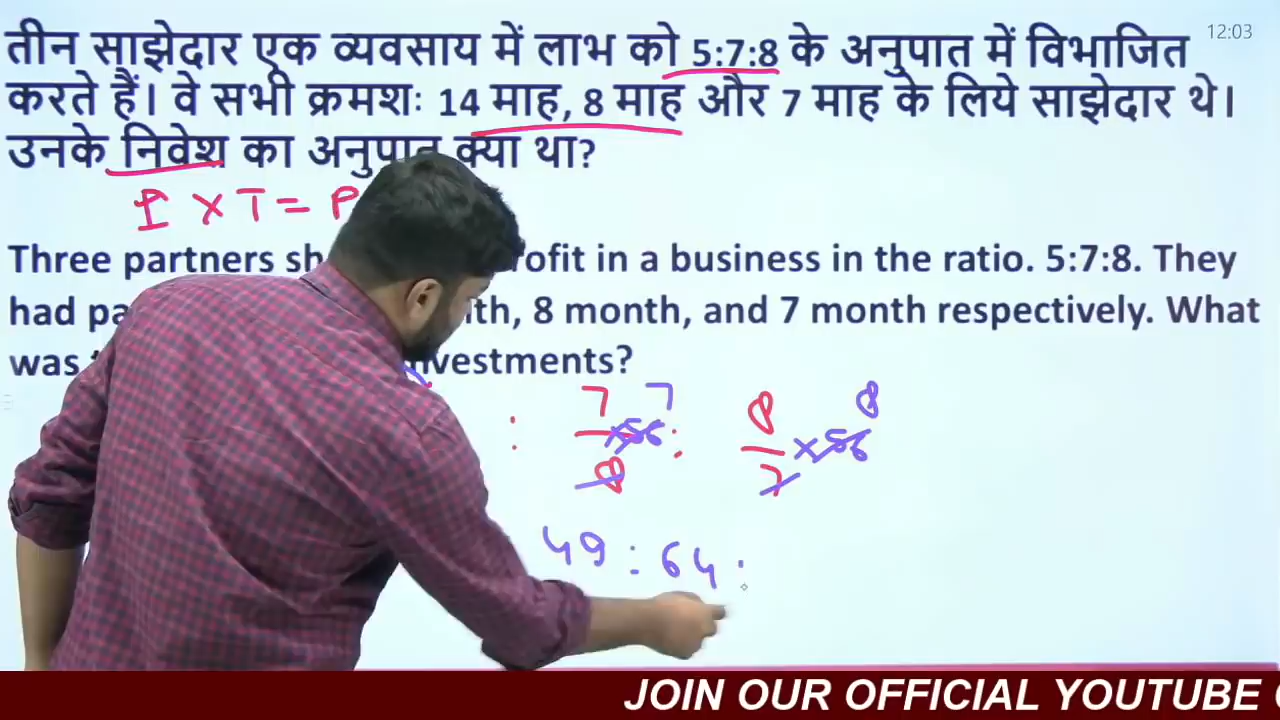 12:03
तीन साझेदार एक व्यवसाय में लाभ को 5:7:8 के अनुपात में विभाजित
करते हैं। वे सभी क्रमशः 14 माह, 8 माह और 7 माह के लिये साझेदार थे।
उनके निवेश का अनुपात क्या था?
I X T = P
Three partners sh rofit in a business in the ratio. 5:7:8. They
had pa nth, 8 month, and 7 month respectively. What
was nvestments?
: 7/8 ×56 7 : 8/7 ×56 8
49 : 64 :
JOIN OUR OFFICIAL YOUTUBE